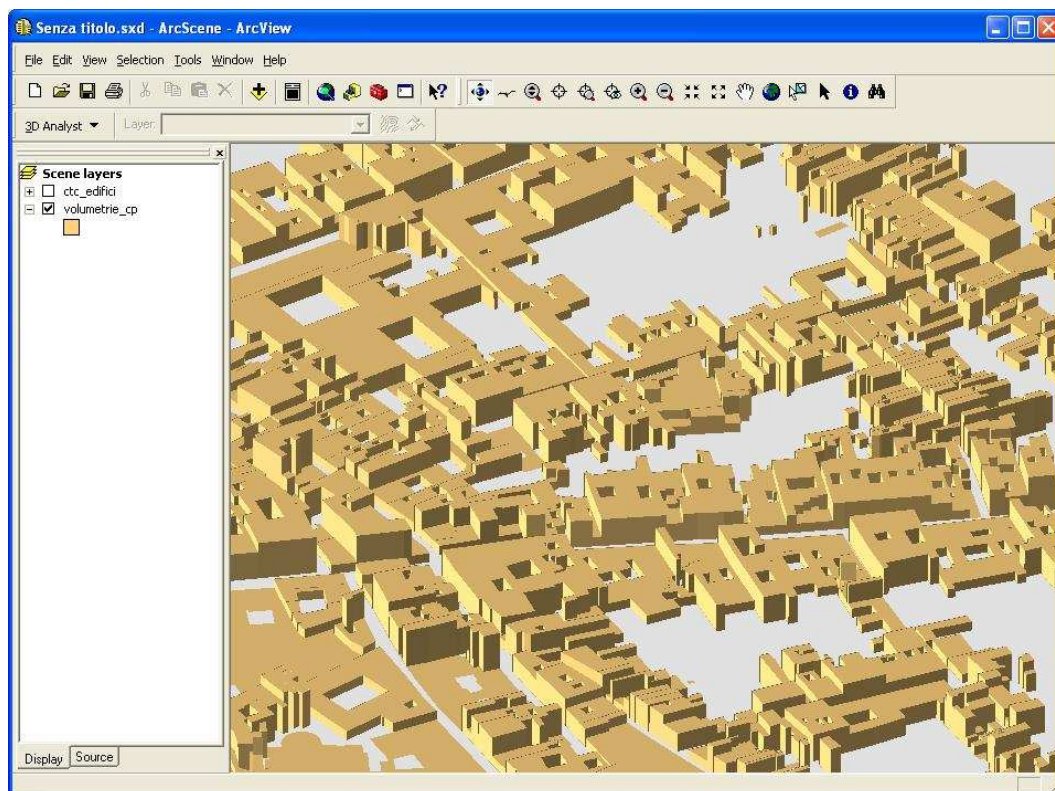 Senza titolo.sxd - ArcScene - ArcView
File Edit View Selection Tools Window Help
3D Analyst Layer:
Scene layers
ctc_edifici
volumetrie_cp
Display Source